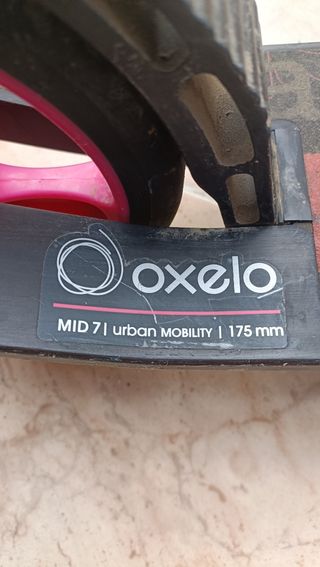 oxelo
MID 7| urban MOBILITY | 175 mm